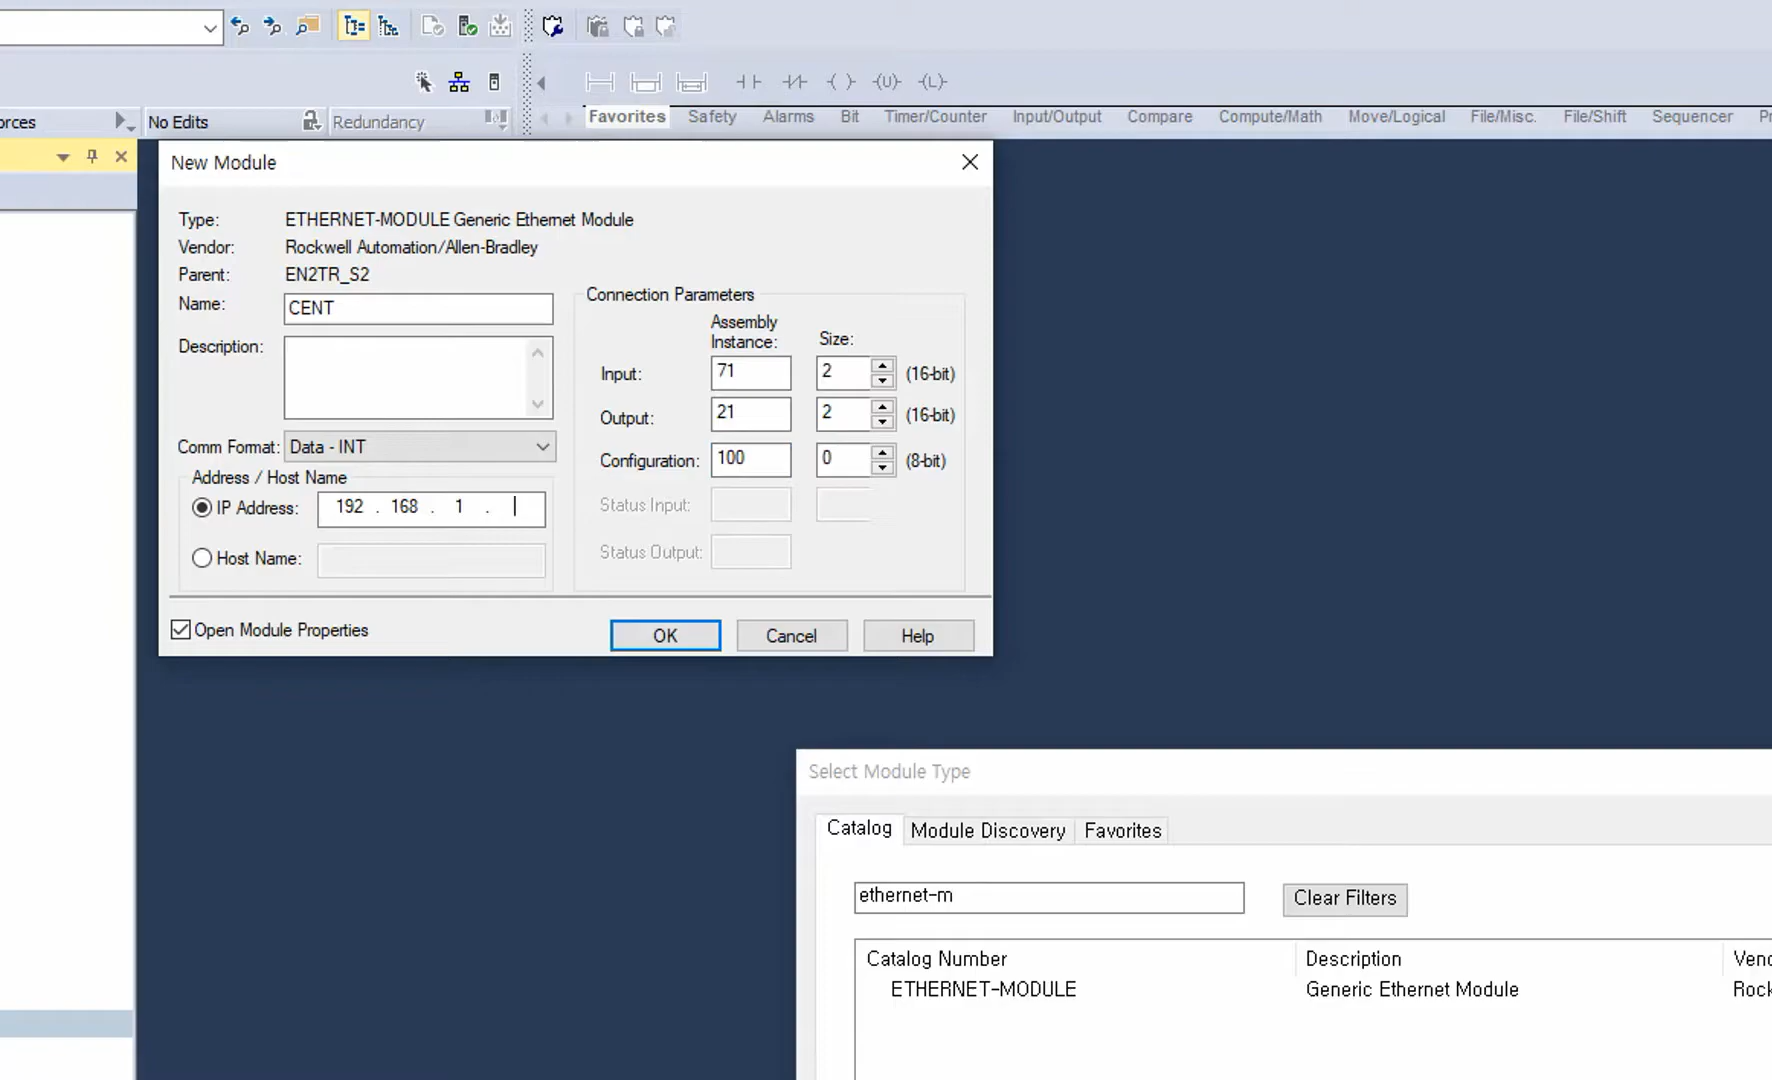 orces
No Edits
Redundancy
Favorites Safety Alarms Bit Timer/Counter Input/Output Compare Compute/Math Move/Logical File/Misc. File/Shift Sequencer
New Module
Type: ETHERNET-MODULE Generic Ethernet Module
Vendor: Rockwell Automation/Allen-Bradley
Parent: EN2TR_S2
Name: CENT
Description:
Comm Format: Data - INT
Address / Host Name
IP Address: 192 . 168 . 1 .
Host Name:
Connection Parameters
Assembly
Instance: Size:
Input: 71 2 (16-bit)
Output: 21 2 (16-bit)
Configuration: 100 0 (8-bit)
Status Input:
Status Output:
Open Module Properties
OK Cancel Help
Select Module Type
Catalog Module Discovery Favorites
ethernet-m
Clear Filters
Catalog Number Description Venc
ETHERNET-MODULE Generic Ethernet Module Rock